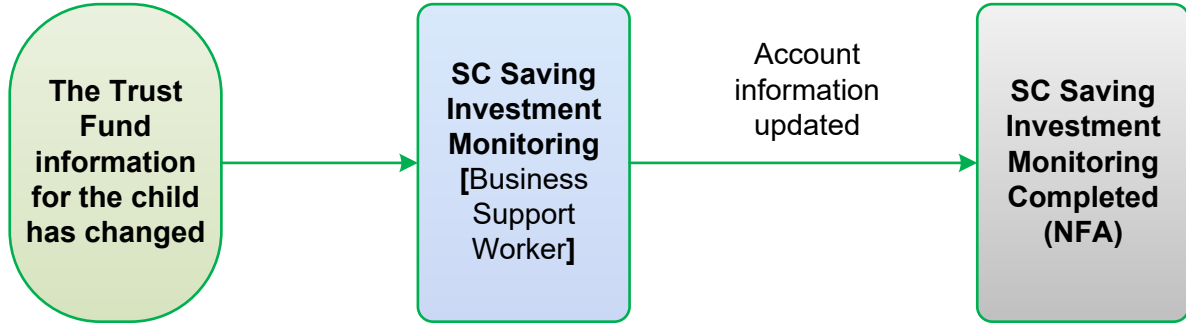 The Trust
Fund
information
for the child
has changed
SC Saving
Investment
Monitoring
[Business
Support
Worker]
Account
information
updated
SC Saving
Investment
Monitoring
Completed
(NFA)